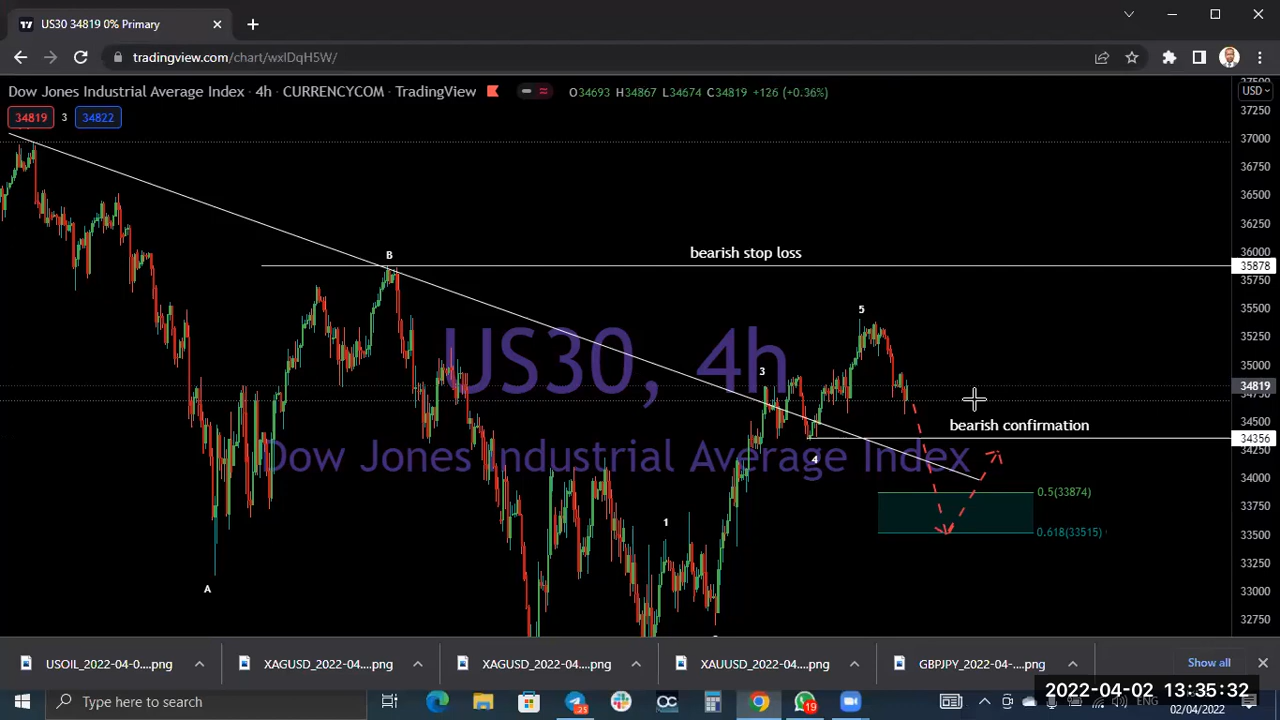 US30 34819 0% Primary
tradingview.com/chart/wxlDqH5W/
Dow Jones Industrial Average Index · 4h · CURRENCYCOM · TradingView
O34693 H34867 L34674 C34819 +126 (+0.36%)
USD
34819 3 34822
37250
37000
36750
36500
36250
36000
35878
35750
35500
35250
35000
34819
34500
34356
34250
34000
33750
33500
33250
33000
32750
B
bearish stop loss
5
US30, 4h
3
bearish confirmation
Dow Jones Industrial Average Index
4
0.5(33874)
1
0.618(33515)
A
USOIL_2022-04-0....png
XAGUSD_2022-04....png
XAGUSD_2022-04....png
XAUUSD_2022-04....png
GBPJPY_2022-04-....png
Show all
Type here to search
25
19
ENG
2022-04-02 13:35:32
02/04/2022